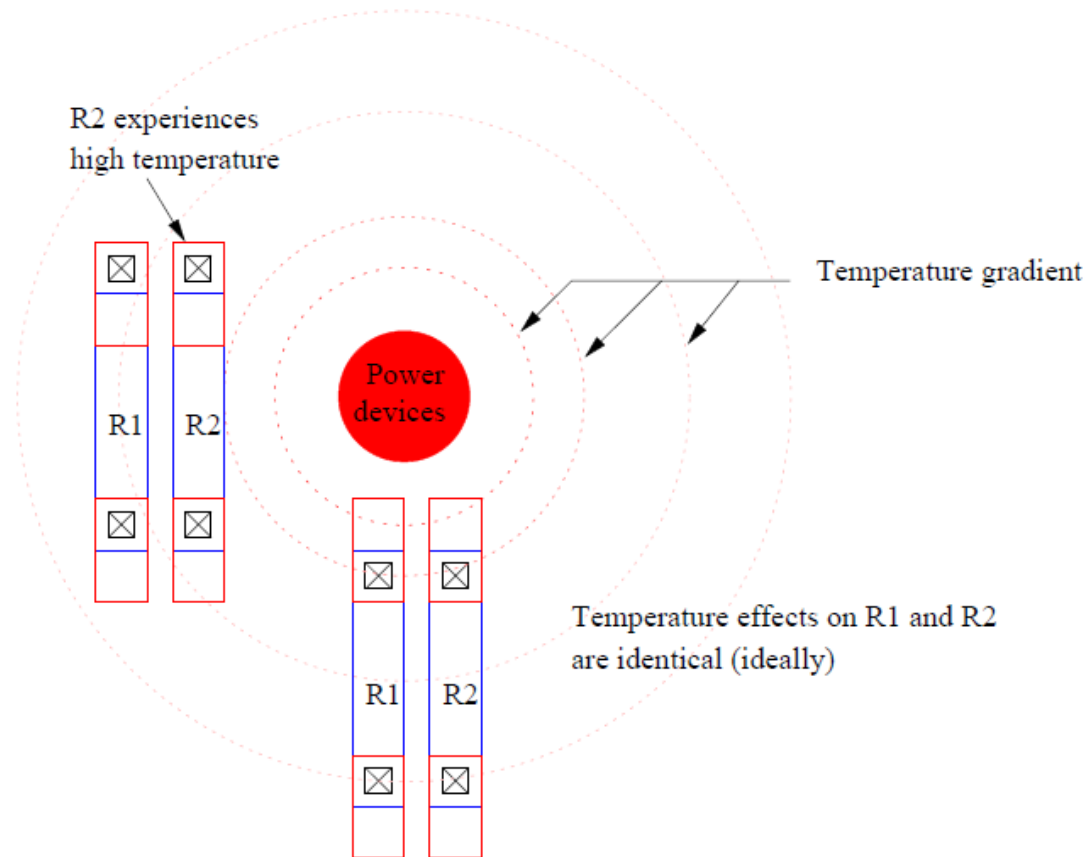 R2 experiences
high temperature
Temperature gradient
Power
devices
R1
R2
Temperature effects on R1 and R2
are identical (ideally)
R1
R2